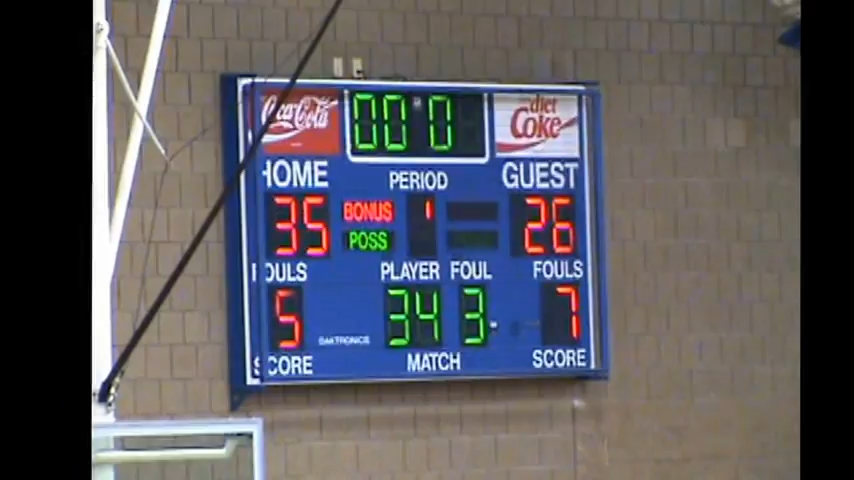 Coca-Cola
00 0
diet Coke
HOME
PERIOD
GUEST
35
BONUS
1
26
POSS
OULS
PLAYER FOUL
FOULS
5
34 3
7
DAKTRONICS
SCORE
MATCH
SCORE